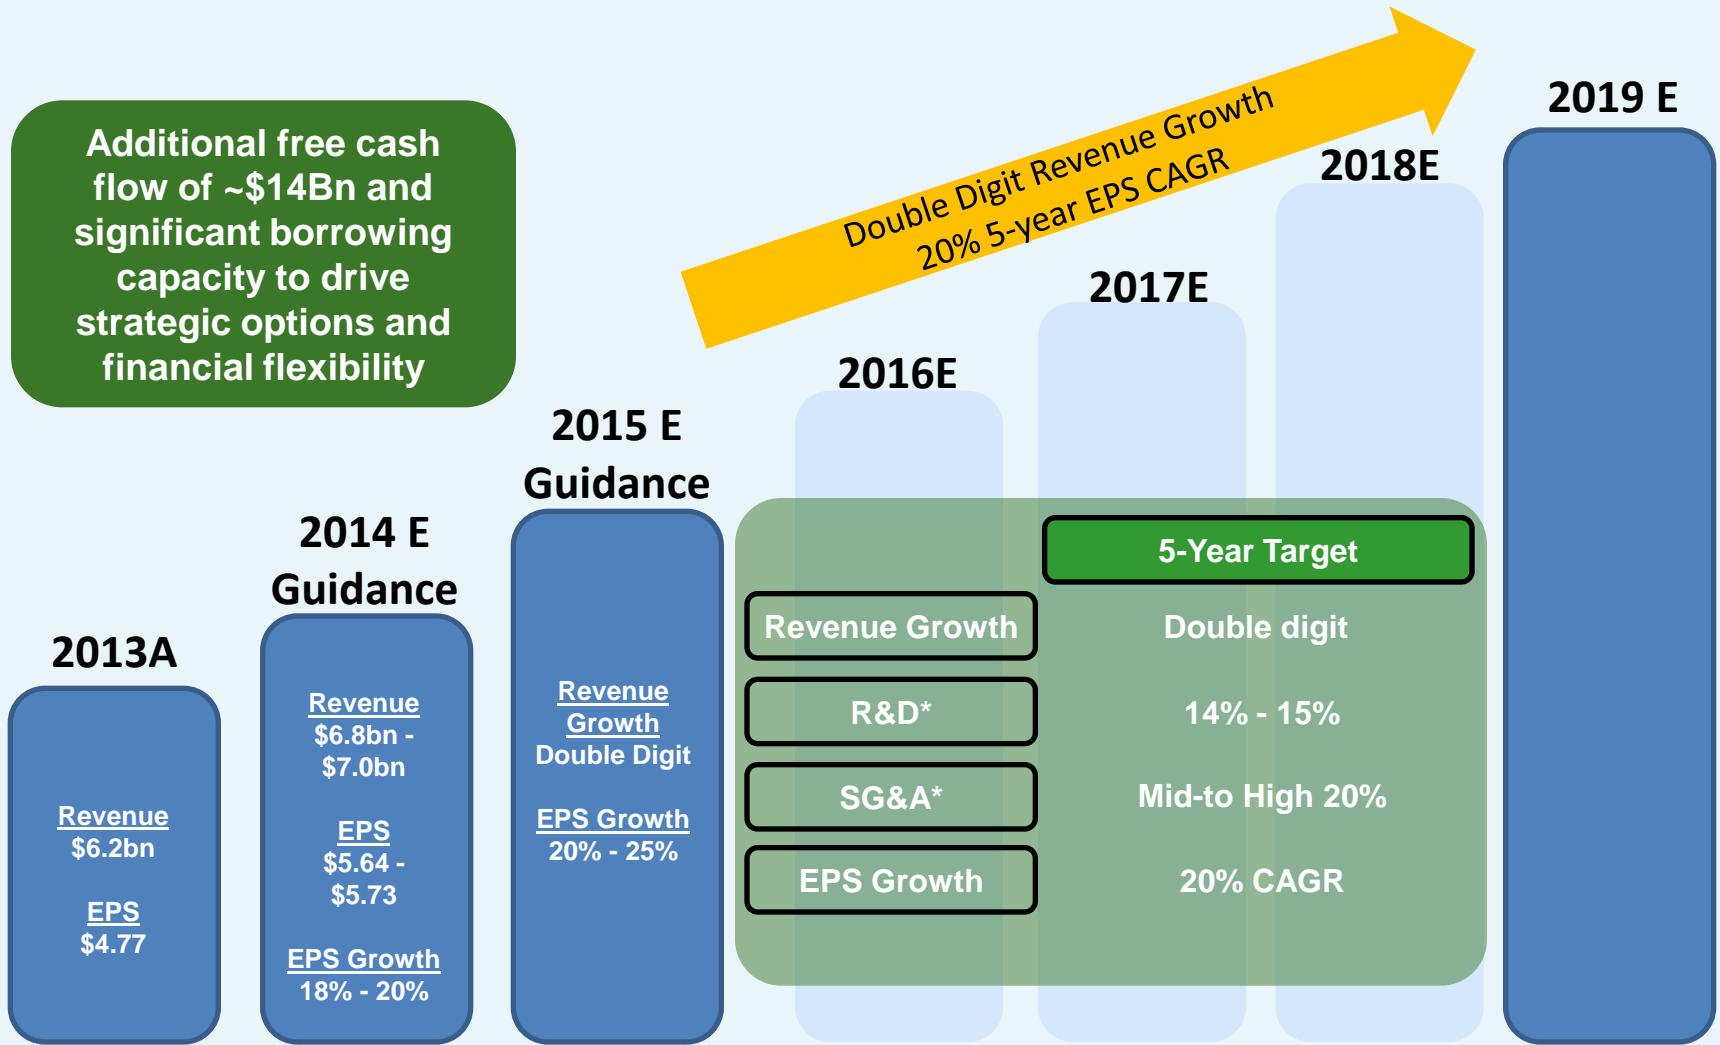 Additional free cash
flow of ~$14Bn and
significant borrowing
capacity to drive
strategic options and
financial flexibility
Double Digit Revenue Growth
20% 5-year EPS CAGR
2013A
Revenue
$6.2bn
EPS
$4.77
2014 E
Guidance
Revenue
$6.8bn -
$7.0bn
EPS
$5.64 -
$5.73
EPS Growth
18% - 20%
2015 E
Guidance
Revenue
Growth
Double Digit
EPS Growth
20% - 25%
2016E
2017E
2018E
2019 E
5-Year Target
Revenue Growth
Double digit
R&D*
14% - 15%
SG&A*
Mid-to High 20%
EPS Growth
20% CAGR